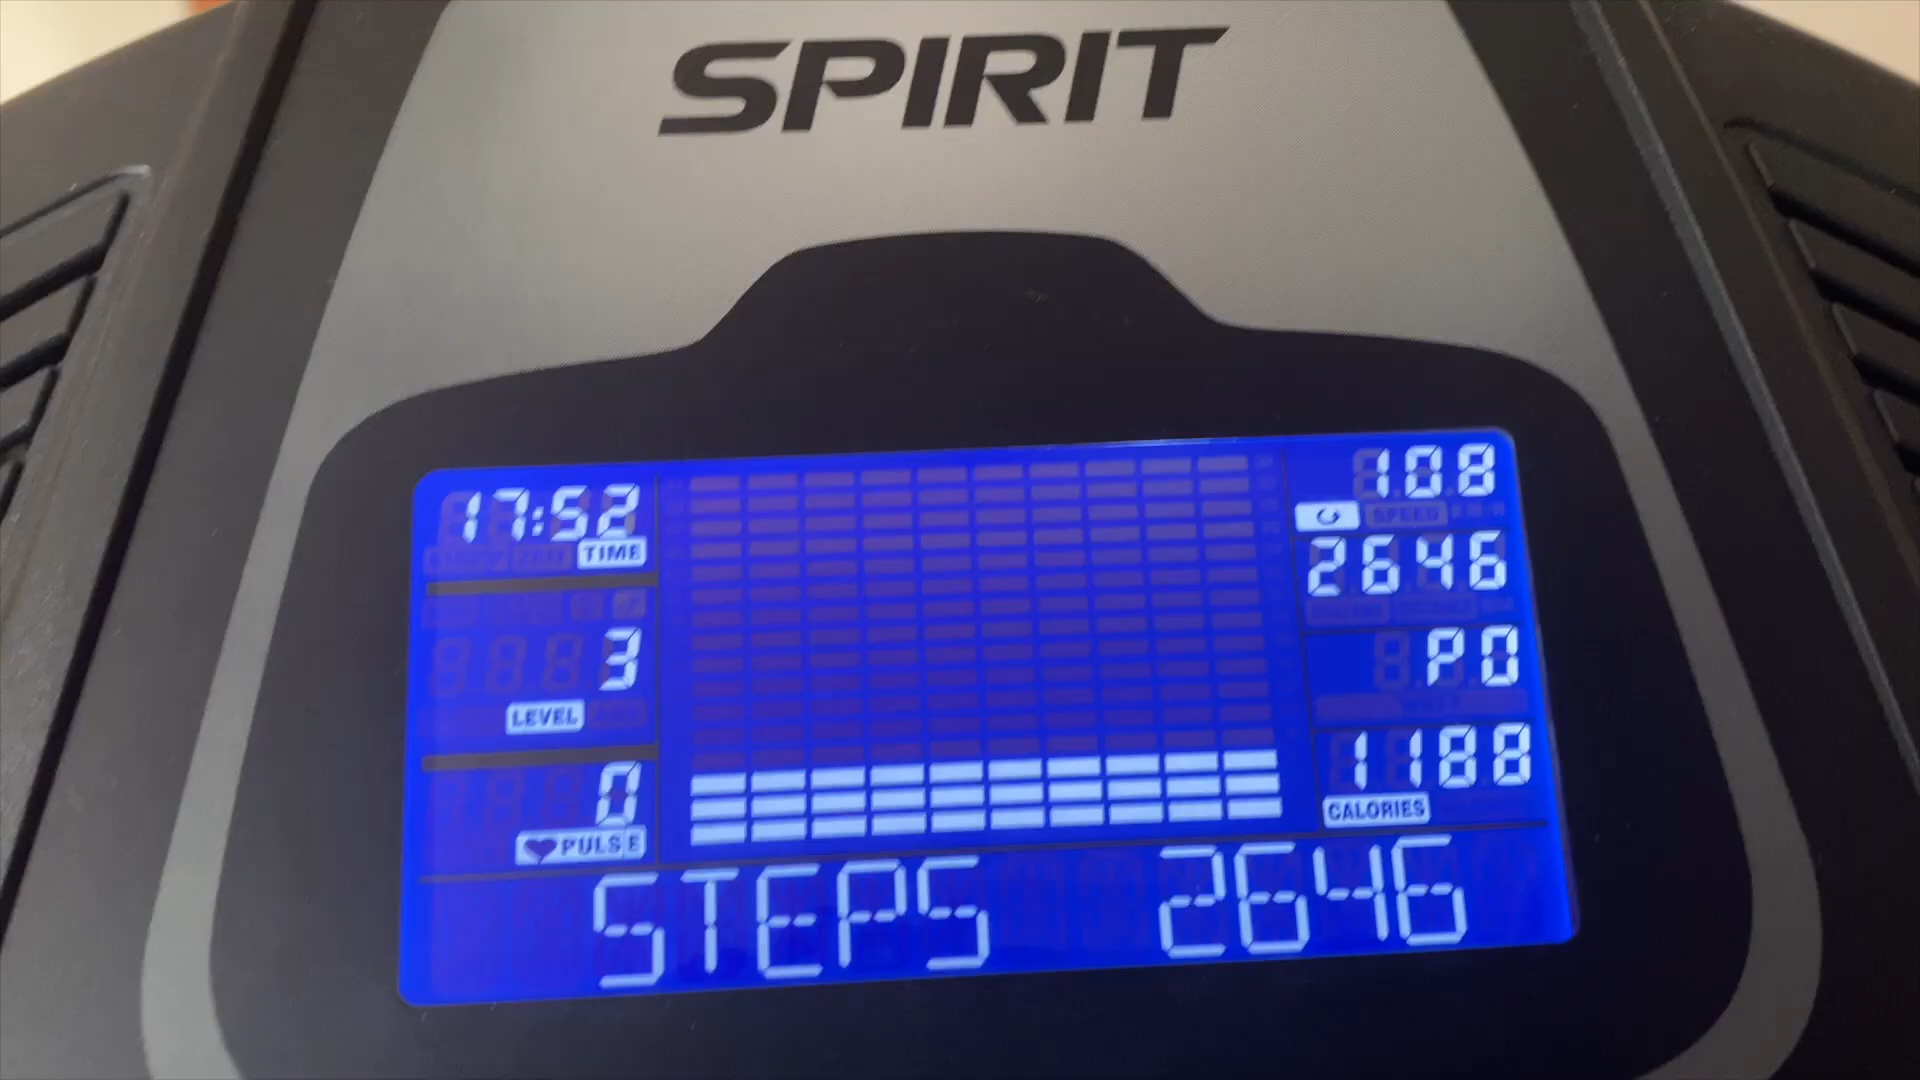 SPIRIT
17:52
TIME
3
LEVEL
0
PULSE
108
SPEED
2646
P0
1188
CALORIES
STEPS 2646